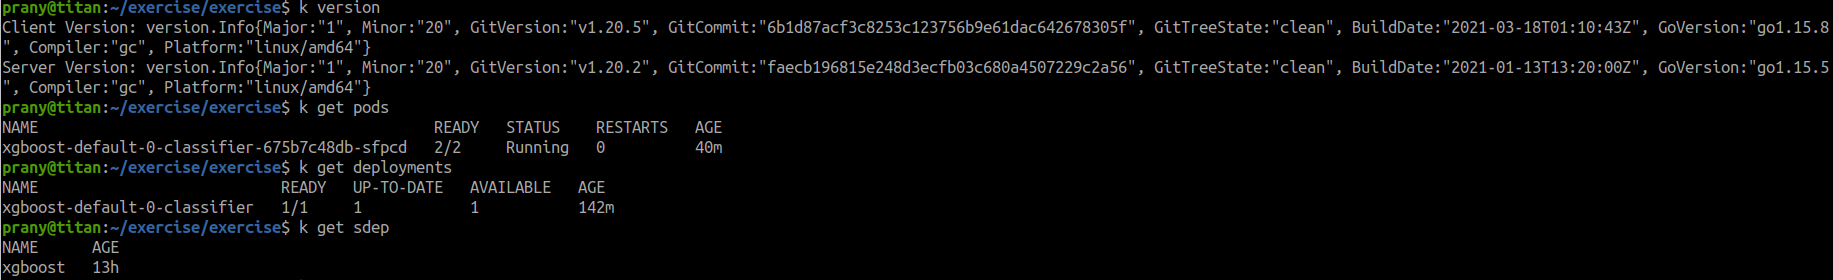 prany@titan:~/exercise/exercise$ k version
Client Version: version.Info{Major:"1", Minor:"20", GitVersion:"v1.20.5", GitCommit:"6b1d87acf3c8253c123756b9e61dac642678305f", GitTreeState:"clean", BuildDate:"2021-03-18T01:10:43Z", GoVersion:"go1.15.8
", Compiler:"gc", Platform:"linux/amd64"}
Server Version: version.Info{Major:"1", Minor:"20", GitVersion:"v1.20.2", GitCommit:"faecb196815e248d3ecfb03c680a4507229c2a56", GitTreeState:"clean", BuildDate:"2021-01-13T13:20:00Z", GoVersion:"go1.15.5
", Compiler:"gc", Platform:"linux/amd64"}
prany@titan:~/exercise/exercise$ k get pods
NAME READY STATUS RESTARTS AGE
xgboost-default-0-classifier-675b7c48db-sfpcd 2/2 Running 0 40m
prany@titan:~/exercise/exercise$ k get deployments
NAME READY UP-TO-DATE AVAILABLE AGE
xgboost-default-0-classifier 1/1 1 1 142m
prany@titan:~/exercise/exercise$ k get sdep
NAME AGE
xgboost 13h